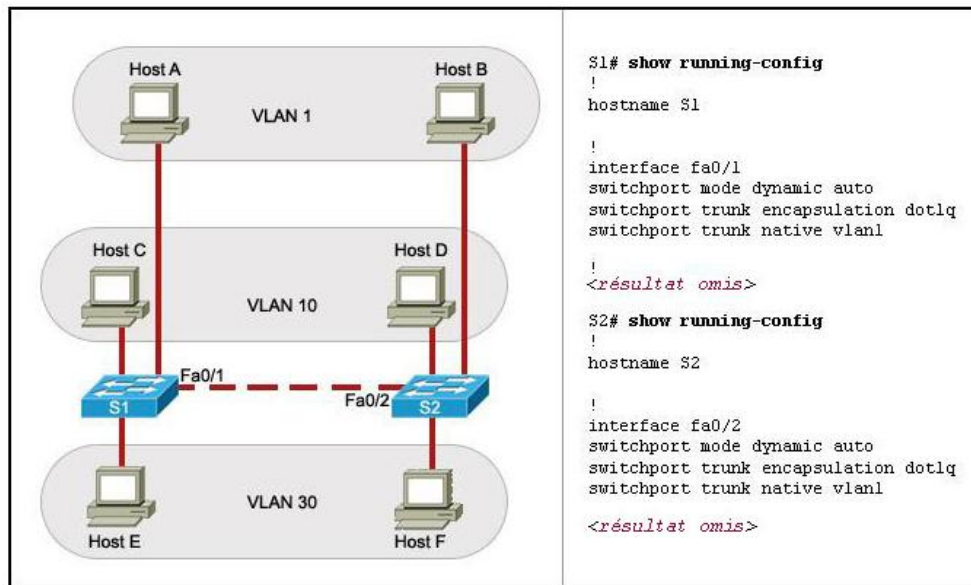 Host A
Host B
VLAN 1
Host C
Host D
VLAN 10
Fa0/1
Fa0/2
S1
S2
VLAN 30
Host E
Host F
S1# show running-config
!
hostname S1
!
interface fa0/1
switchport mode dynamic auto
switchport trunk encapsulation dot1q
switchport trunk native vlan1
!
<résultat omis>
S2# show running-config
!
hostname S2
!
interface fa0/2
switchport mode dynamic auto
switchport trunk encapsulation dot1q
switchport trunk native vlan1
<résultat omis>